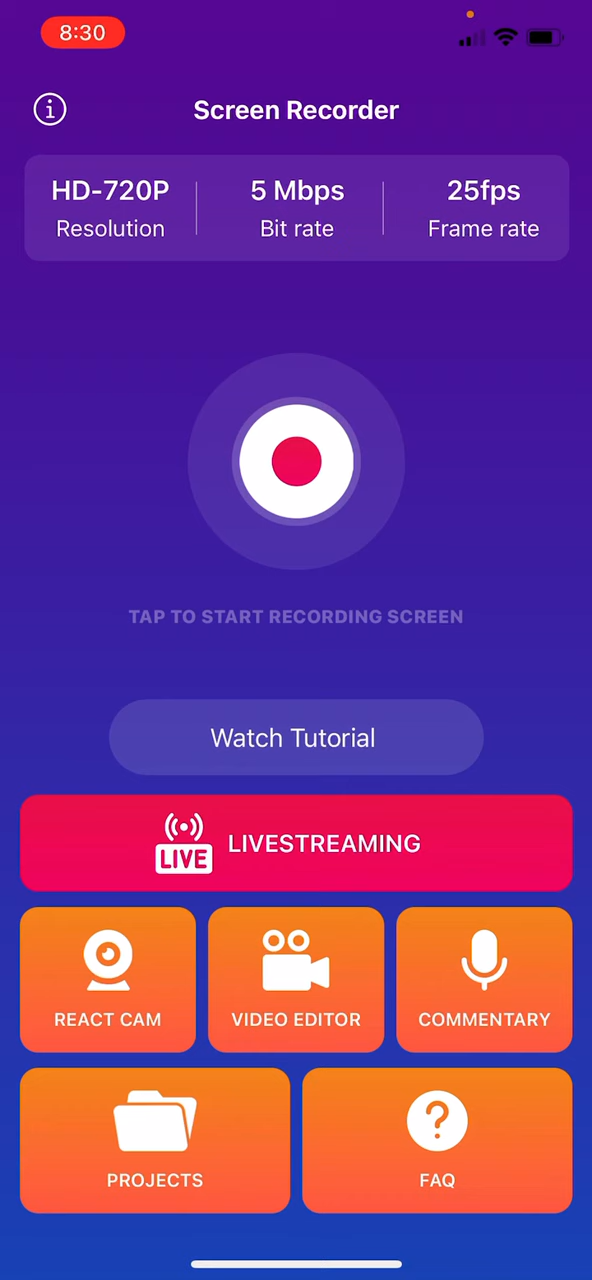 8:30
Screen Recorder
HD-720P
Resolution
5 Mbps
Bit rate
25fps
Frame rate
TAP TO START RECORDING SCREEN
Watch Tutorial
LIVE
LIVESTREAMING
REACT CAM
VIDEO EDITOR
COMMENTARY
PROJECTS
FAQ